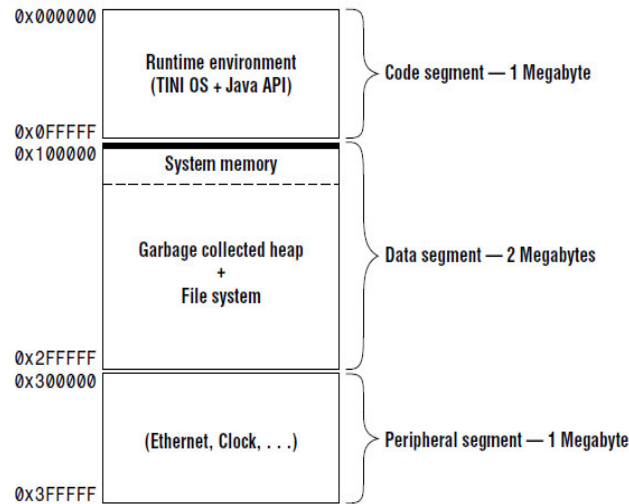 0x000000
Runtime environment
(TINI OS + Java API)
Code segment — 1 Megabyte
0x0FFFFF
0x100000
System memory
Garbage collected heap
+
File system
Data segment — 2 Megabytes
0x2FFFFF
0x300000
(Ethernet, Clock, . . .)
Peripheral segment — 1 Megabyte
0x3FFFFF